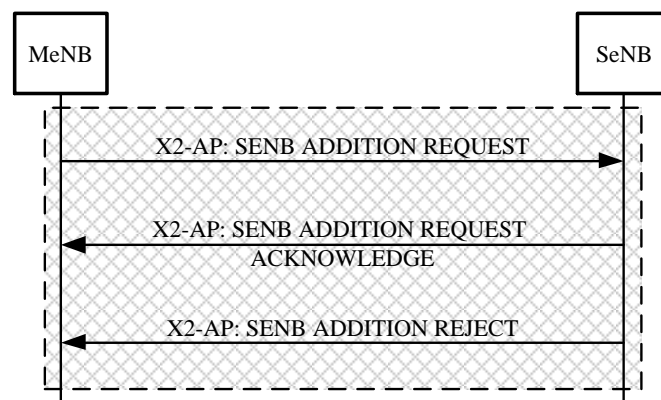 MeNB
SeNB
X2-AP: SENB ADDITION REQUEST
X2-AP: SENB ADDITION REQUEST
ACKNOWLEDGE
X2-AP: SENB ADDITION REJECT